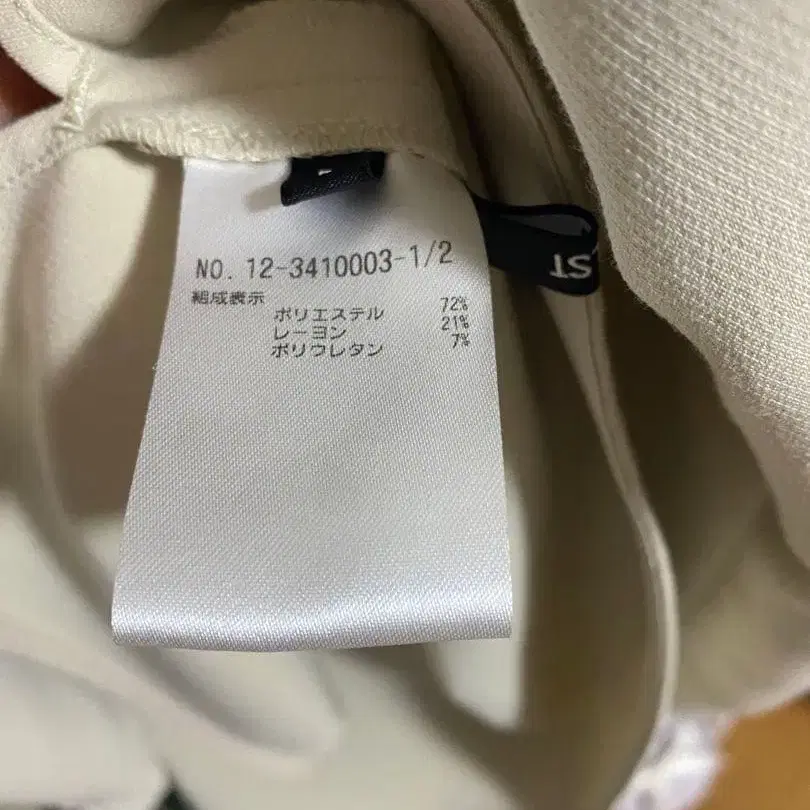 NO. 12-3410003-1/2
組成表示
ポリエステル 72%
レーヨン 21%
ポリウレタン 7%
ST